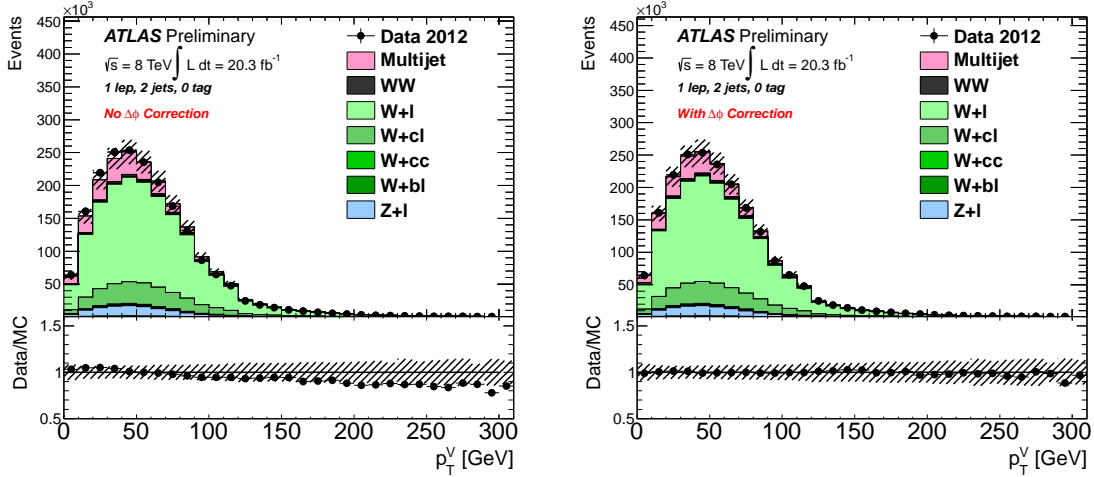 ×10³
Events
450
400
350
300
250
200
150
100
50
0
ATLAS Preliminary
√s = 8 TeV ∫ L dt = 20.3 fb⁻¹
1 lep, 2 jets, 0 tag
No Δϕ Correction
Data 2012
Multijet
WW
W+l
W+cl
W+cc
W+bl
Z+l
Data/MC
1.5
1
0.5
0 50 100 150 200 250 300
p_T^V [GeV]
×10³
Events
450
400
350
300
250
200
150
100
50
0
ATLAS Preliminary
√s = 8 TeV ∫ L dt = 20.3 fb⁻¹
1 lep, 2 jets, 0 tag
With Δϕ Correction
Data 2012
Multijet
WW
W+l
W+cl
W+cc
W+bl
Z+l
Data/MC
1.5
1
0.5
0 50 100 150 200 250 300
p_T^V [GeV]